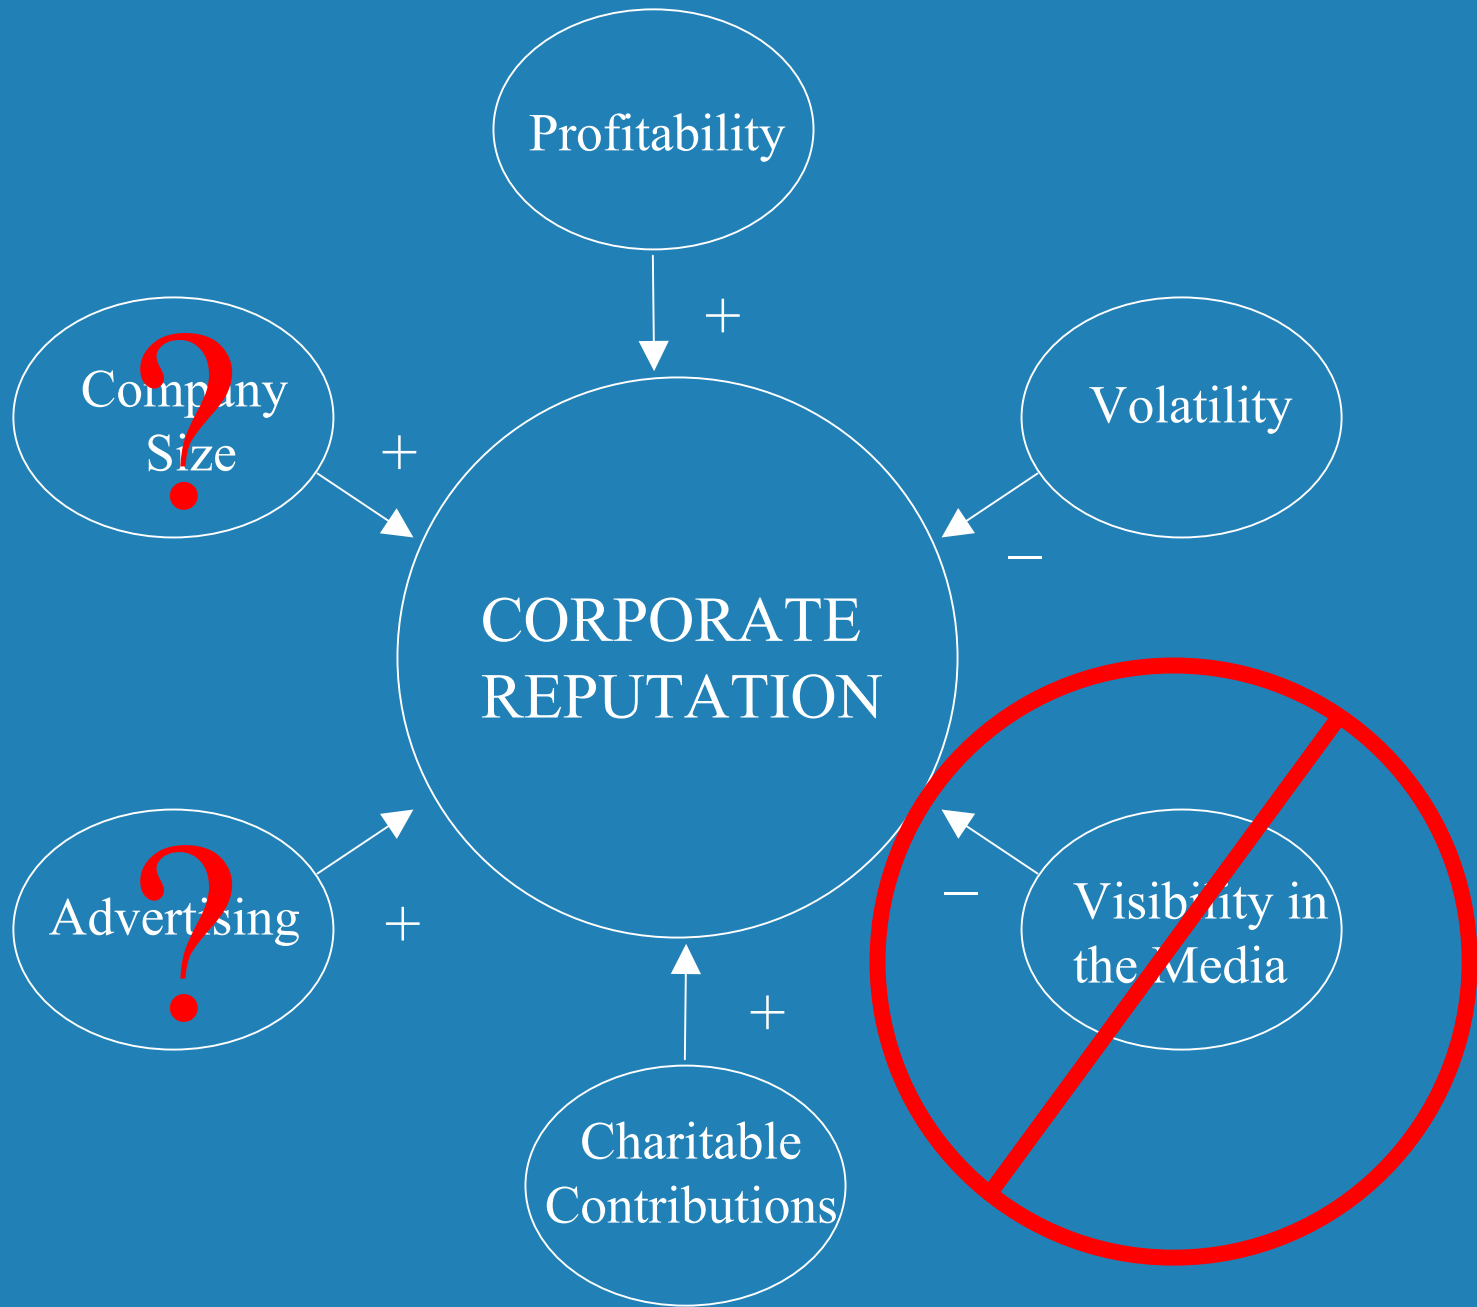 Profitability
+
Company
Size
?
+
Volatility
–
CORPORATE
REPUTATION
Advertising
?
+
Visibility in
the Media
–
+
Charitable
Contributions